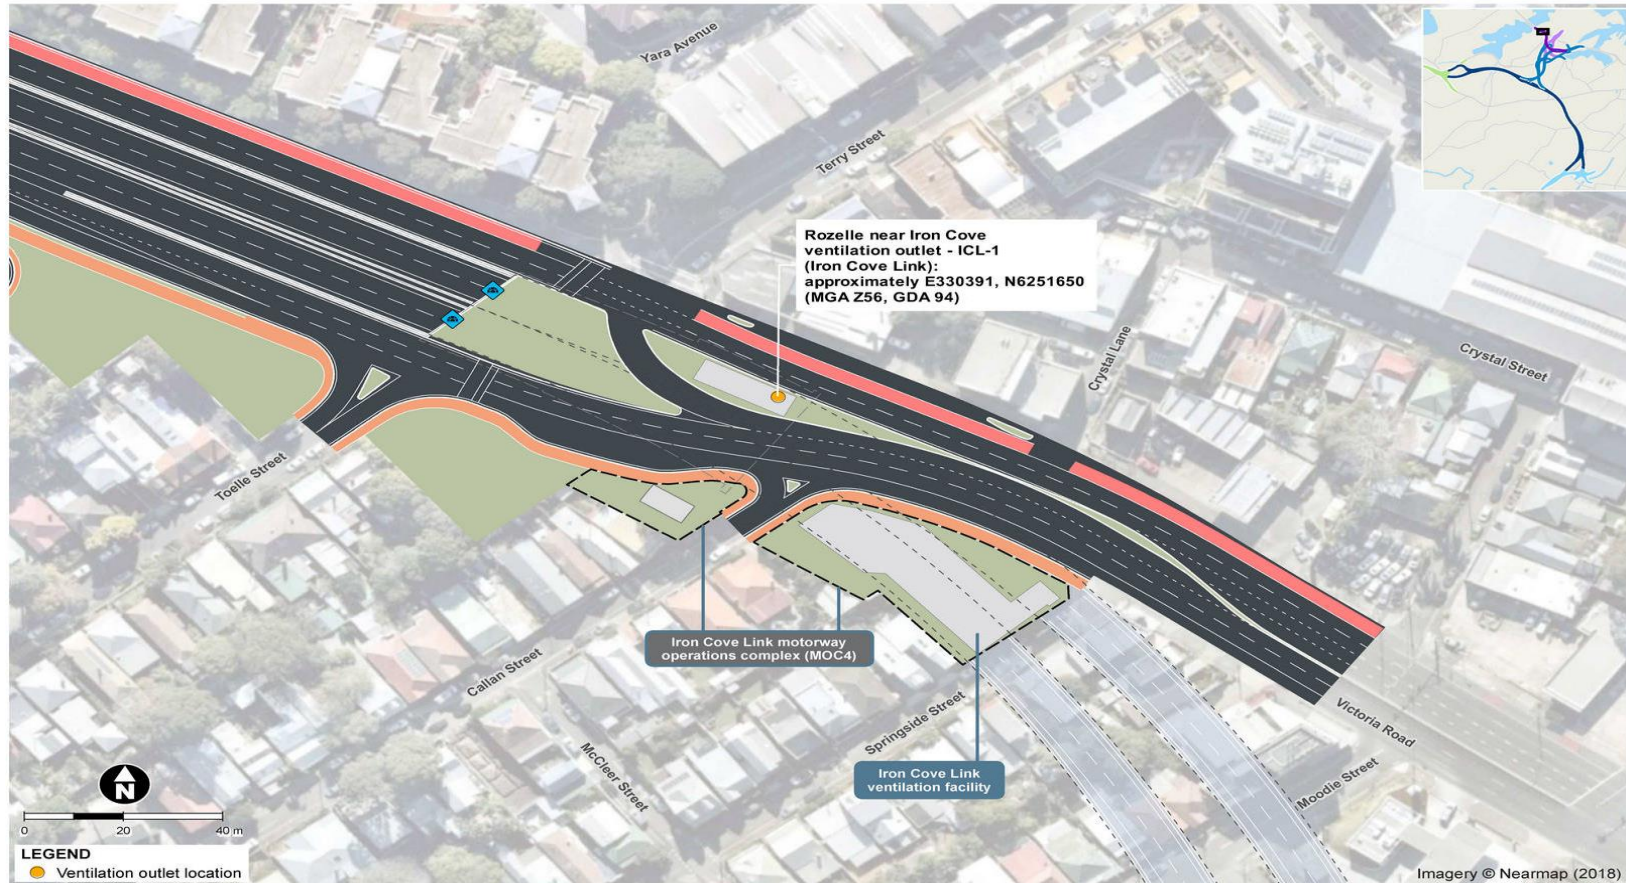 Yara Avenue
Terry Street
Rozelle near Iron Cove
ventilation outlet - ICL-1
(Iron Cove Link):
approximately E330391, N6251650
(MGA Z56, GDA 94)
Crystal Lane
Crystal Street
Toelle Street
Iron Cove Link motorway
operations complex (MOC4)
Callan Street
Springside Street
McCleer Street
Victoria Road
Iron Cove Link
ventilation facility
Moodie Street
N
0 20 40 m
LEGEND
Ventilation outlet location
Imagery © Nearmap (2018)